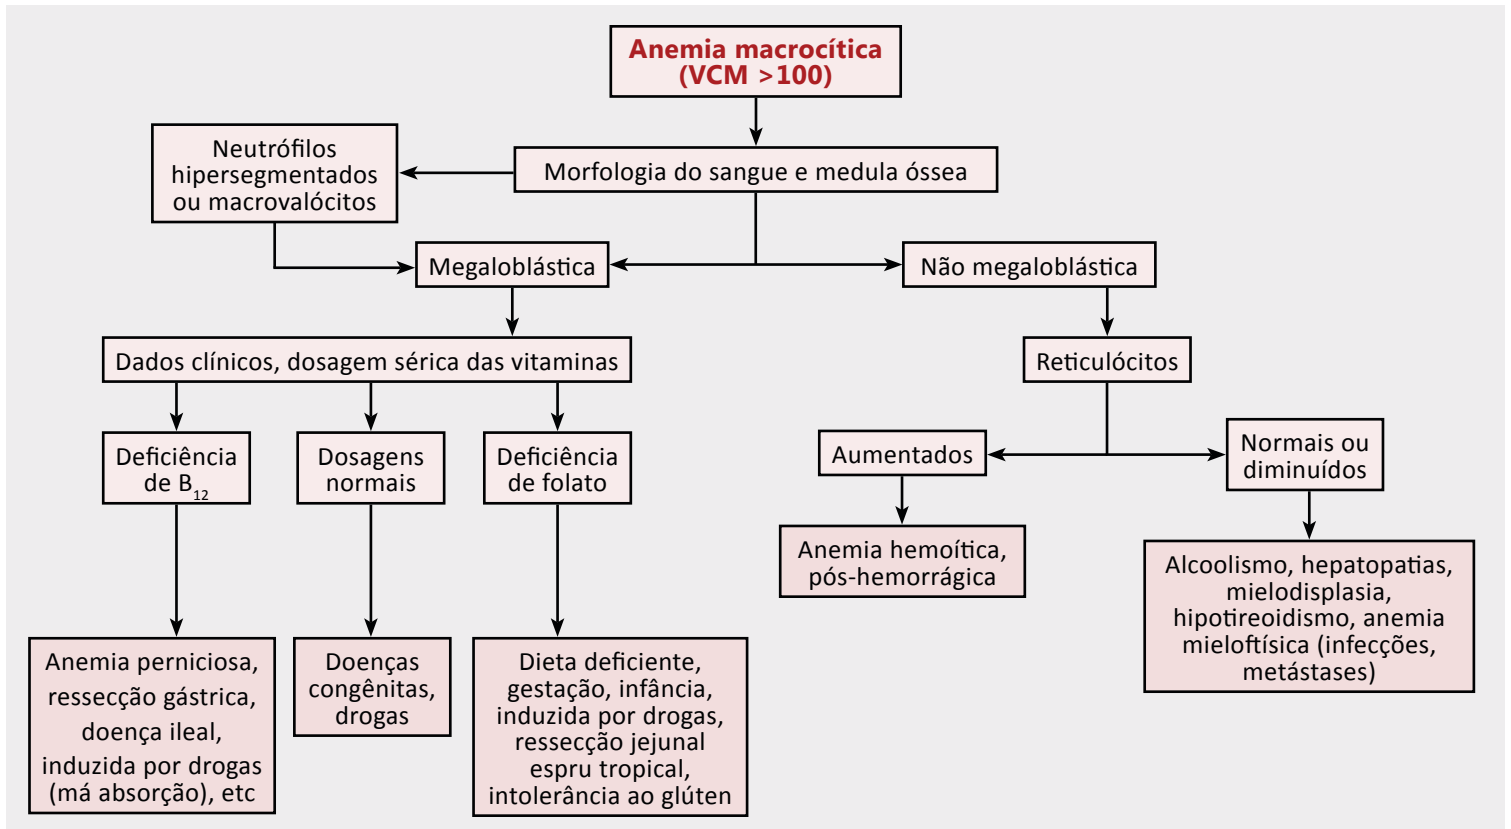 Anemia macrocítica
(VCM >100)
Morfologia do sangue e medula óssea
Neutrófilos
hipersegmentados
ou macrovalócitos
Megaloblástica
Não megaloblástica
Dados clínicos, dosagem sérica das vitaminas
Reticulócitos
Deficiência
de B12
Dosagens
normais
Deficiência
de folato
Aumentados
Normais ou
diminuídos
Anemia perniciosa,
ressecção gástrica,
doença ileal,
induzida por drogas
(má absorção), etc
Doenças
congênitas,
drogas
Dieta deficiente,
gestação, infância,
induzida por drogas,
ressecção jejunal
espru tropical,
intolerância ao glúten
Anemia hemoítica,
pós-hemorrágica
Alcoolismo, hepatopatias,
mielodisplasia,
hipotireoidismo, anemia
mieloftísica (infecções,
metástases)